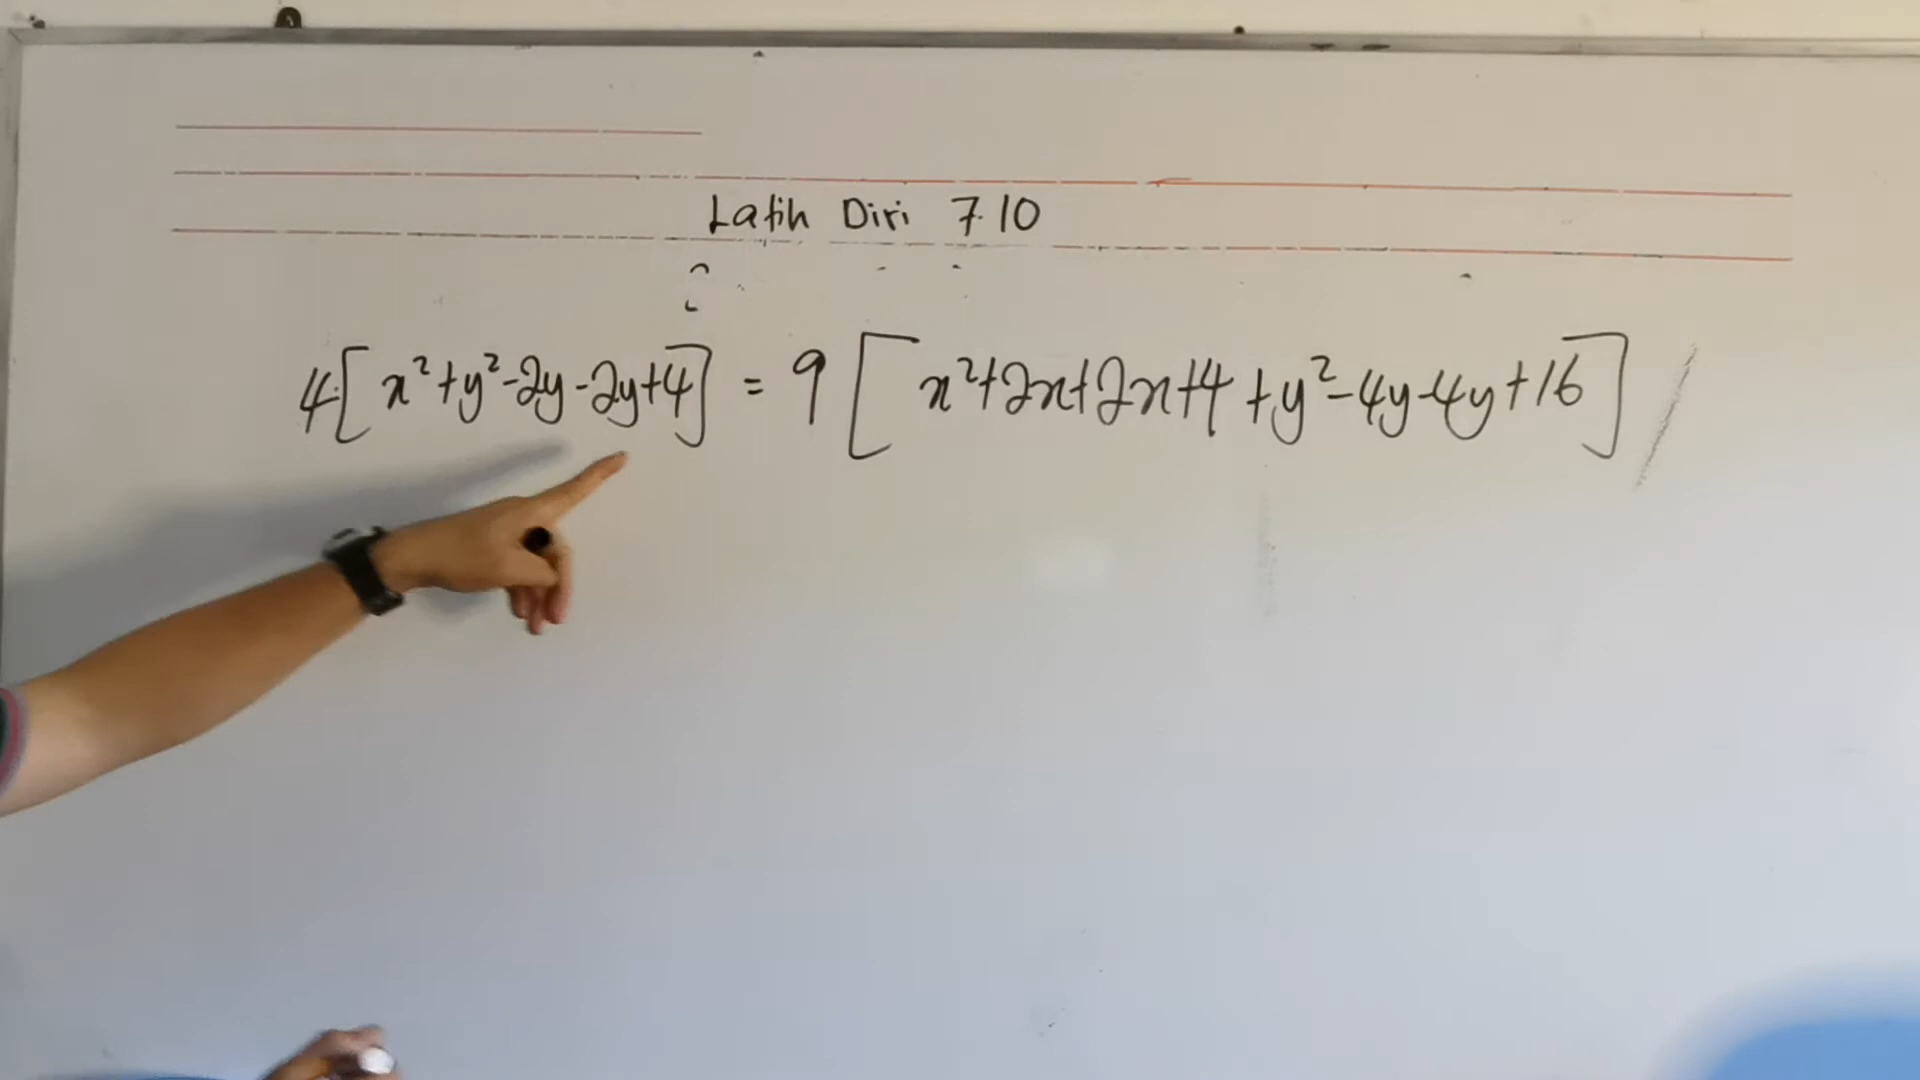 Latih Diri 7.10
4[x²+y²-2y-2y+4] = 9[x²+2x+2x+4+y²-4y-4y+16]